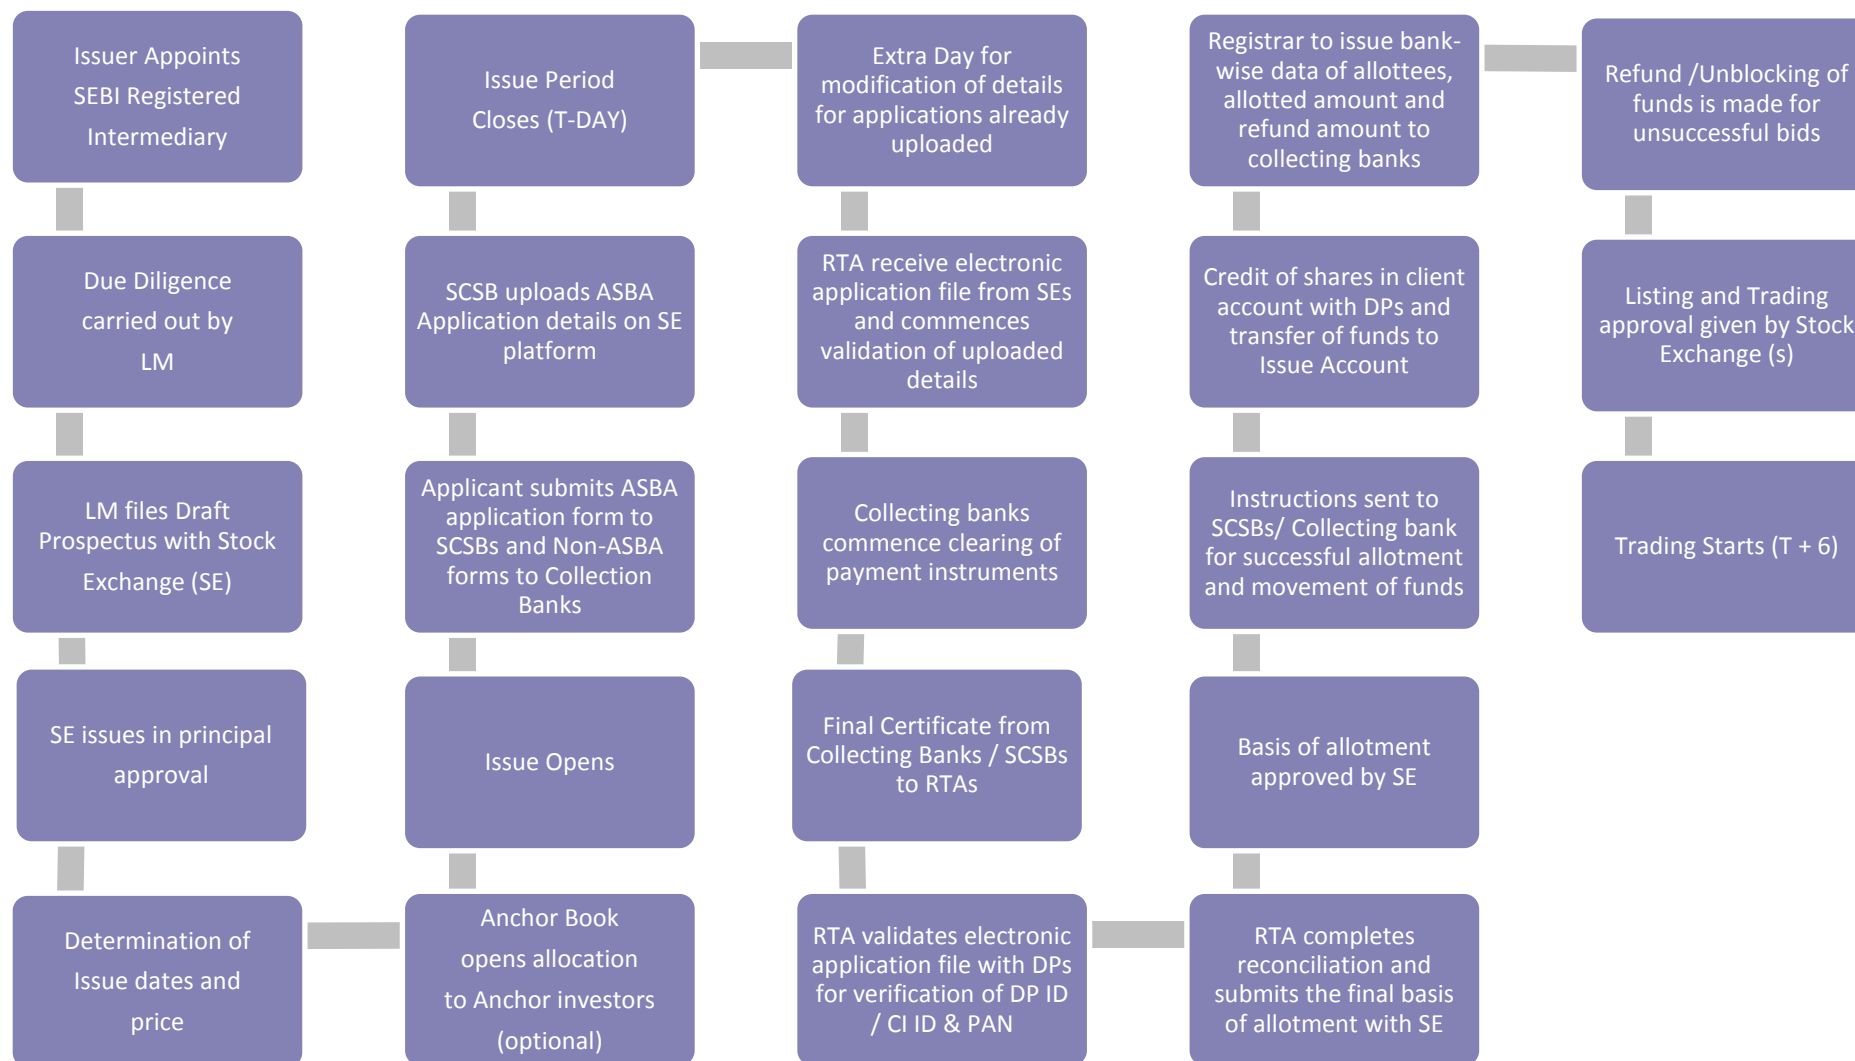 Issuer Appoints
SEBI Registered
Intermediary
Due Diligence
carried out by
LM
LM files Draft
Prospectus with Stock
Exchange (SE)
SE issues in principal
approval
Determination of
Issue dates and
price
Anchor Book
opens allocation
to Anchor investors
(optional)
Issue Opens
Applicant submits ASBA
application form to
SCSBs and Non-ASBA
forms to Collection
Banks
SCSB uploads ASBA
Application details on SE
platform
Issue Period
Closes (T-DAY)
Extra Day for
modification of details
for applications already
uploaded
RTA receive electronic
application file from SEs
and commences
validation of uploaded
details
Collecting banks
commence clearing of
payment instruments
Final Certificate from
Collecting Banks / SCSBs
to RTAs
RTA validates electronic
application file with DPs
for verification of DP ID
/ CI ID & PAN
RTA completes
reconciliation and
submits the final basis
of allotment with SE
Basis of allotment
approved by SE
Instructions sent to
SCSBs/ Collecting bank
for successful allotment
and movement of funds
Credit of shares in client
account with DPs and
transfer of funds to
Issue Account
Registrar to issue bank-
wise data of allottees,
allotted amount and
refund amount to
collecting banks
Refund /Unblocking of
funds is made for
unsuccessful bids
Listing and Trading
approval given by Stock
Exchange (s)
Trading Starts (T + 6)